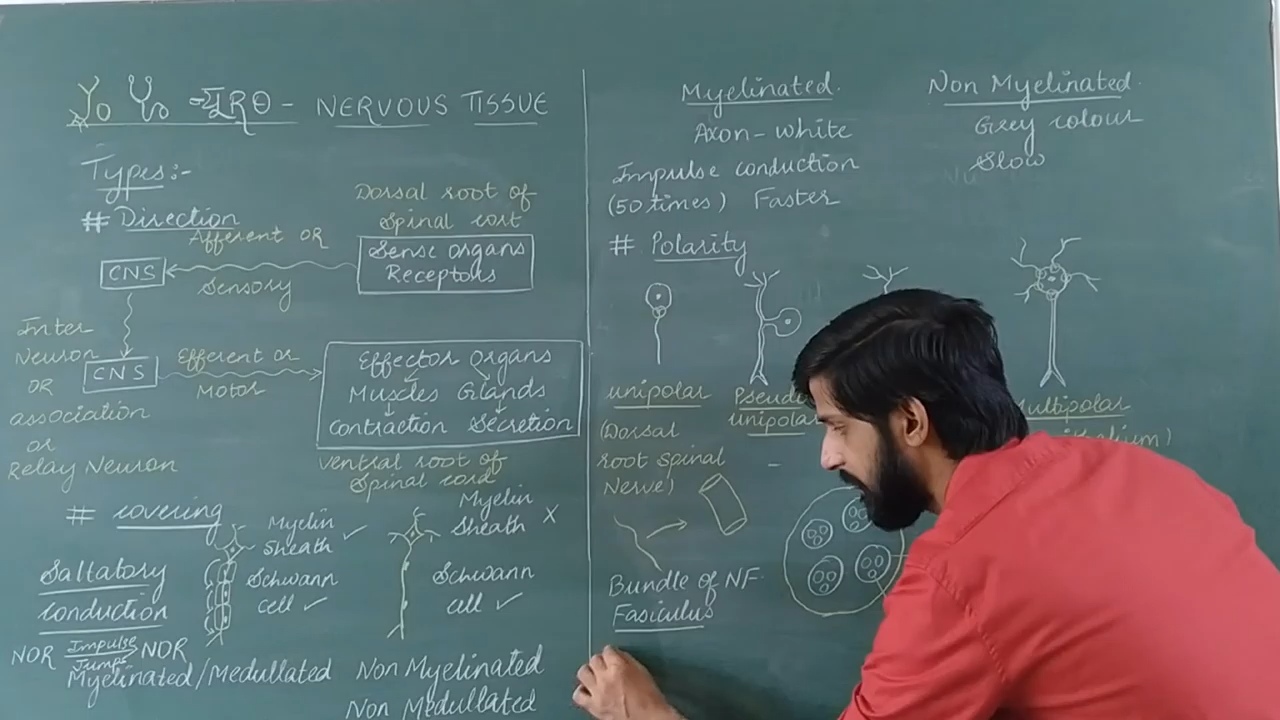 NERVOUS TISSUE
Types:-
# Direction
Dorsal root of
Spinal cord
Afferent OR
Sensory
CNS
Sense organs
Receptors
Inter
Neuron
OR
association
or
Relay Neuron
CNS
Efferent or
Motor
Effector Organs
Muscles Glands
Contraction Secretion
Ventral root of
Spinal cord
# covering
Myelin
Sheath ✓
Schwann
cell ✓
Myelin
Sheath X
Schwann
cell ✓
Saltatory
conduction
NOR Impulse NOR
Jumps
Myelinated/Medullated
Non Myelinated
Non Medullated
Myelinated
Axon-white
Impulse conduction
(50 times) Faster
Non Myelinated
Grey colour
Slow
# Polarity
unipolar
(Dorsal
root Spinal
Nerve)
unipolar
Multipolar
Bundle of NF
Fasiculus